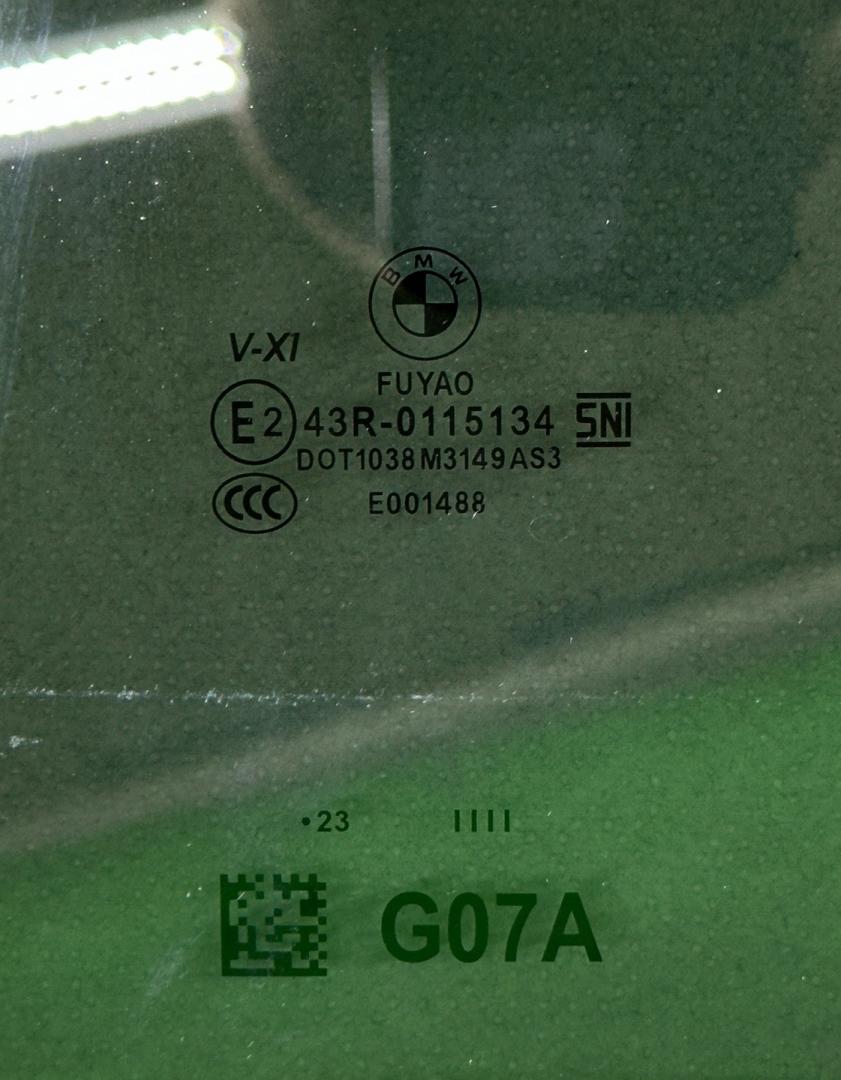 BMW
V-XI
FUYAO
E2 43R-0115134 SNI
DOT1038 M3149 AS3
CCC E001488
•23 IIII
G07A